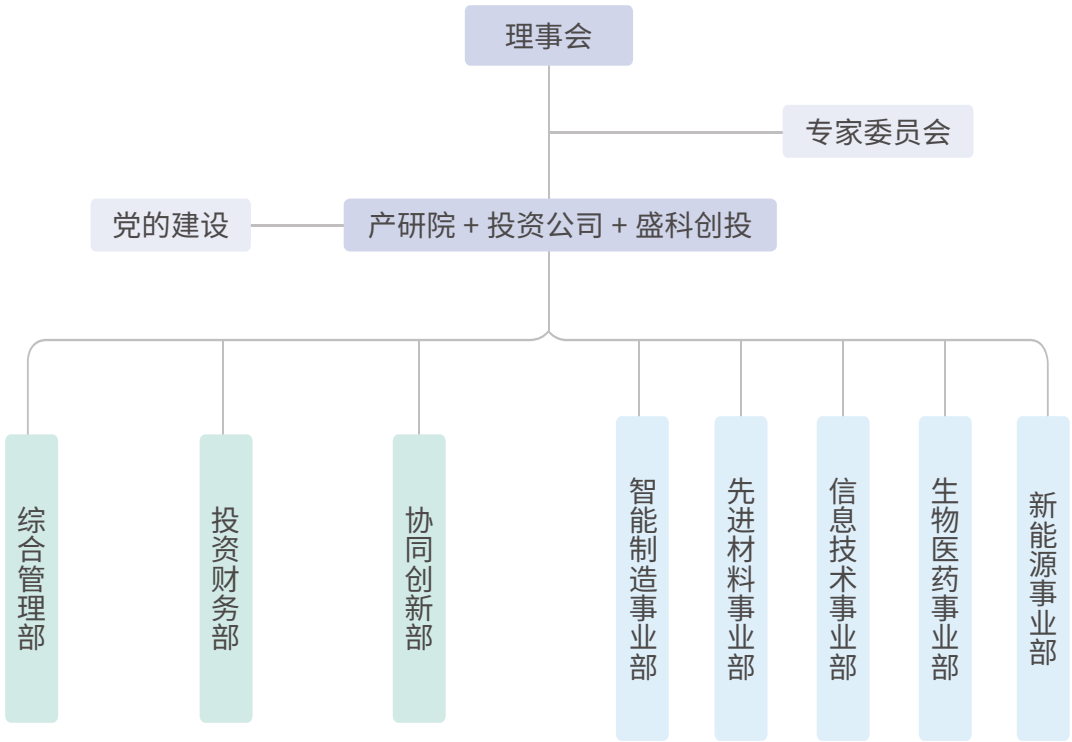 理事会
专家委员会
党的建设
产研院 + 投资公司 + 盛科创投
综合管理部
投资财务部
协同创新部
智能制造事业部
先进材料事业部
信息技术事业部
生物医药事业部
新能源事业部